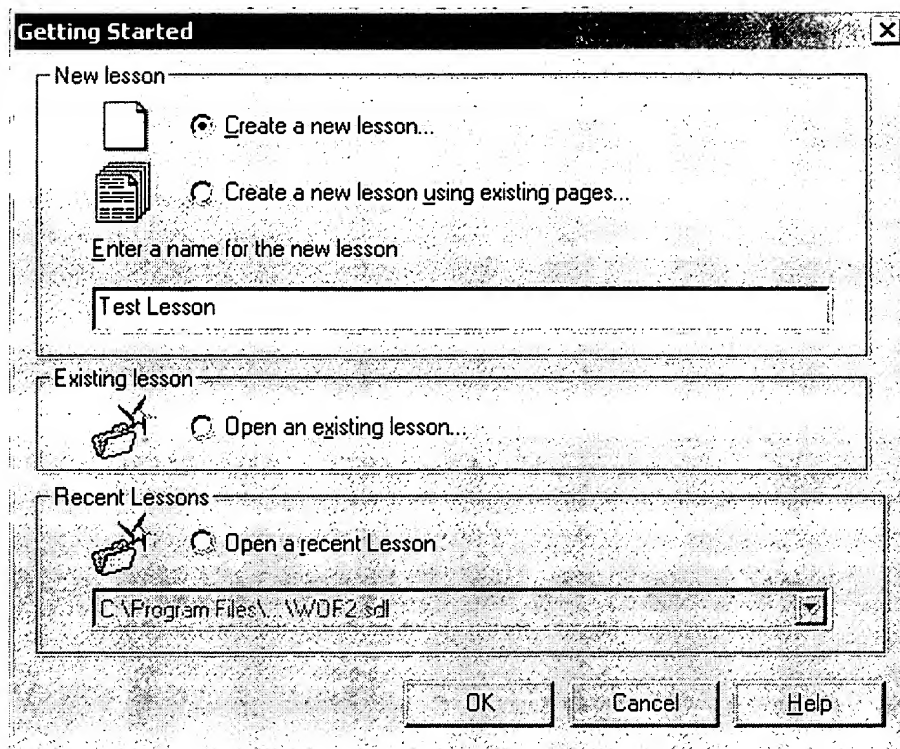 Getting Started
New lesson
Create a new lesson...
Create a new lesson using existing pages...
Enter a name for the new lesson
Test Lesson
Existing lesson
Open an existing lesson...
Recent Lessons
Open a recent Lesson
C:\Program Files\...\WOF2.sdl
OK Cancel Help